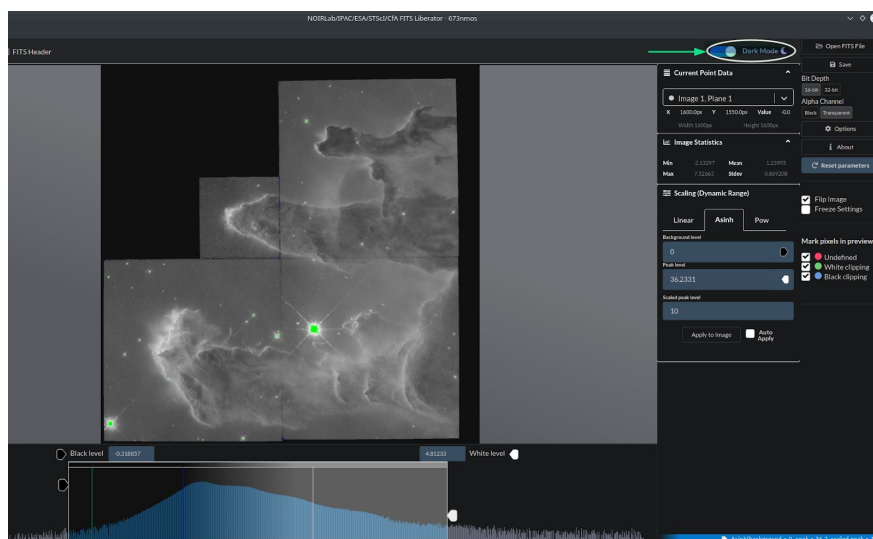 NOIRLab/IPAC/ESA/STScI/CfA FITS Liberator - 673nmos
FITS Header
Dark Mode
Open FITS File
Save
Bit Depth
16-bit 32-bit
Alpha Channel
Black Transparent
Options
About
Reset parameters
Flip Image
Freeze Settings
Mark pixels in preview
Undefined
White clipping
Black clipping
Current Point Data
Image 1, Plane 1
X 1600.0px Y 1550.0px Value -0.0
Width 1600px Height 1600px
Image Statistics
Min -2.13297 Mean 1.23995
Max 7.52663 Stdev 0.869208
Scaling (Dynamic Range)
Linear Asinh Pow
Background level
0
Peak level
36.2331
Scaled peak level
10
Apply to Image
Auto
Apply
Black level -0.318857
4.81233 White level